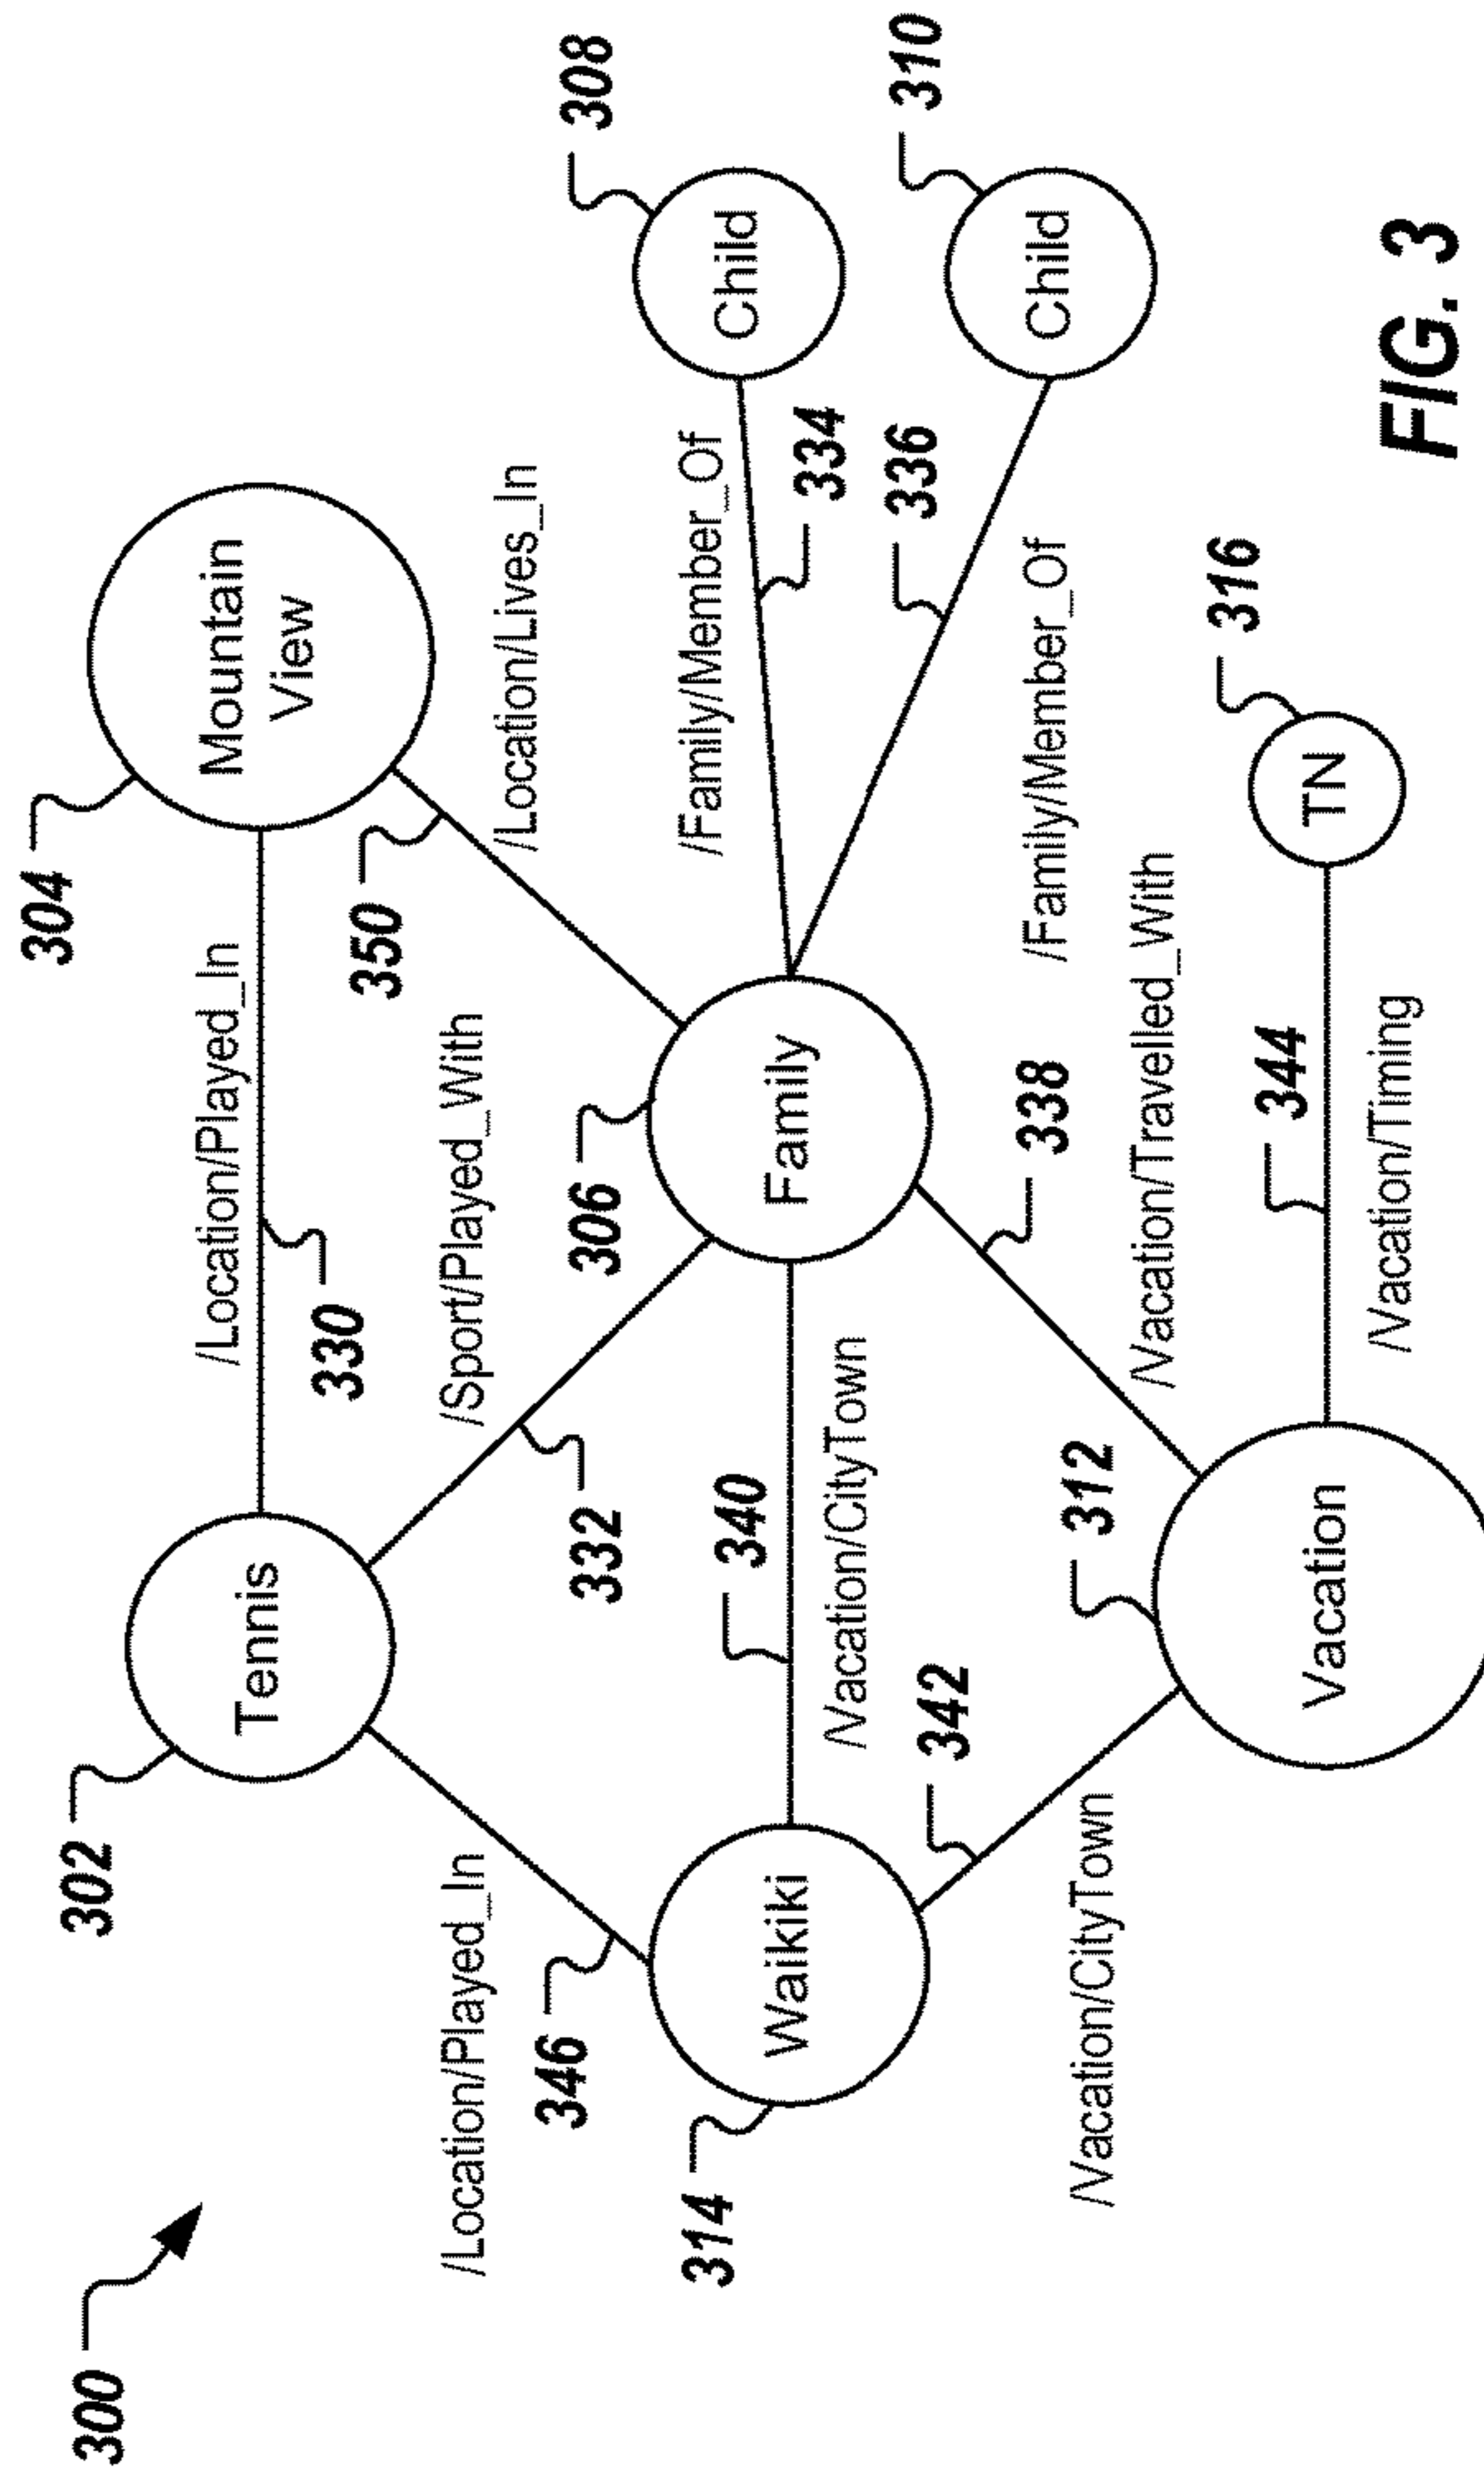 300
302
Tennis
/Location/Played_In
330
304
Mountain
View
/Location/Played_In
346
/Sport/Played_With
332
350
/Location/Lives_In
314
Waikiki
340
/Vacation/CityTown
306
Family
/Family/Member_Of
334
308
Child
336
/Family/Member_Of
310
Child
342
/Vacation/CityTown
312
Vacation
338
/Vacation/Travelled_With
344
/Vacation/Timing
316
TN
FIG. 3